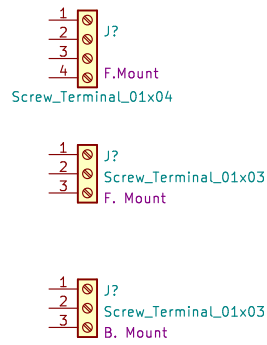 1
J?
2
3
4
F.Mount
Screw_Terminal_01x04
1
J?
2
Screw_Terminal_01x03
3
F. Mount
1
J?
2
Screw_Terminal_01x03
3
B. Mount